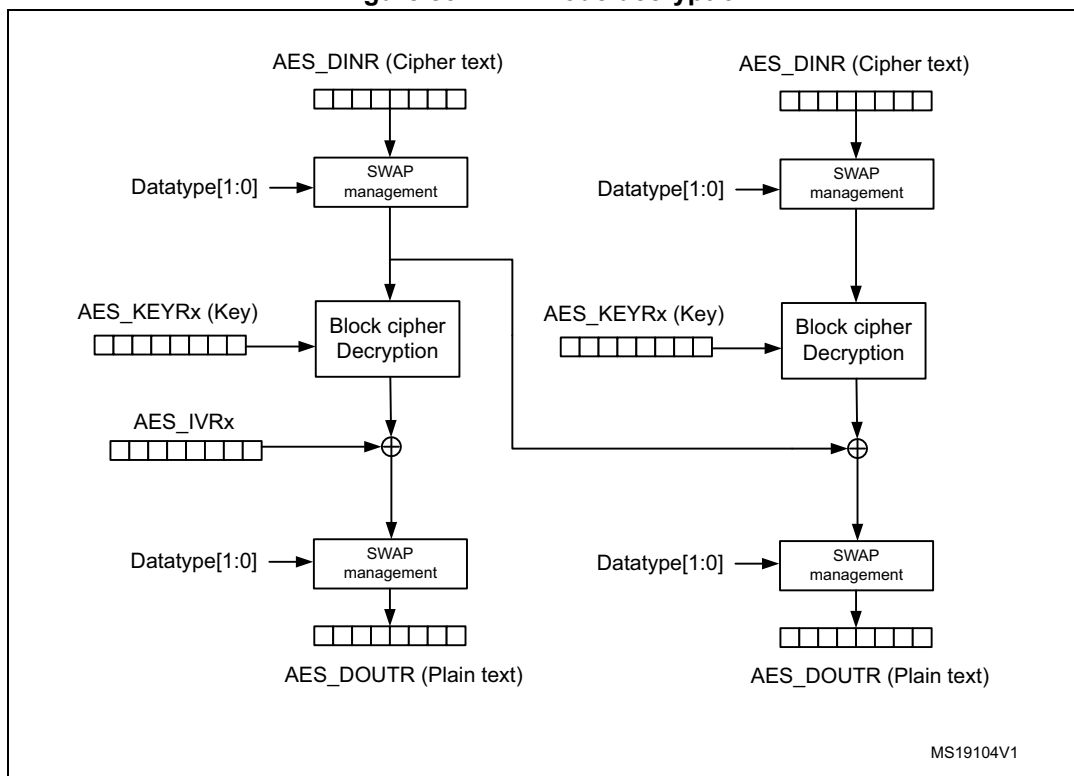 AES_DINR (Cipher text)
SWAP
management
Datatype[1:0]
AES_KEYRx (Key)
Block cipher
Decryption
AES_IVRx
Datatype[1:0]
SWAP
management
AES_DOUTR (Plain text)
AES_DINR (Cipher text)
SWAP
management
Datatype[1:0]
AES_KEYRx (Key)
Block cipher
Decryption
Datatype[1:0]
SWAP
management
AES_DOUTR (Plain text)
MS19104V1